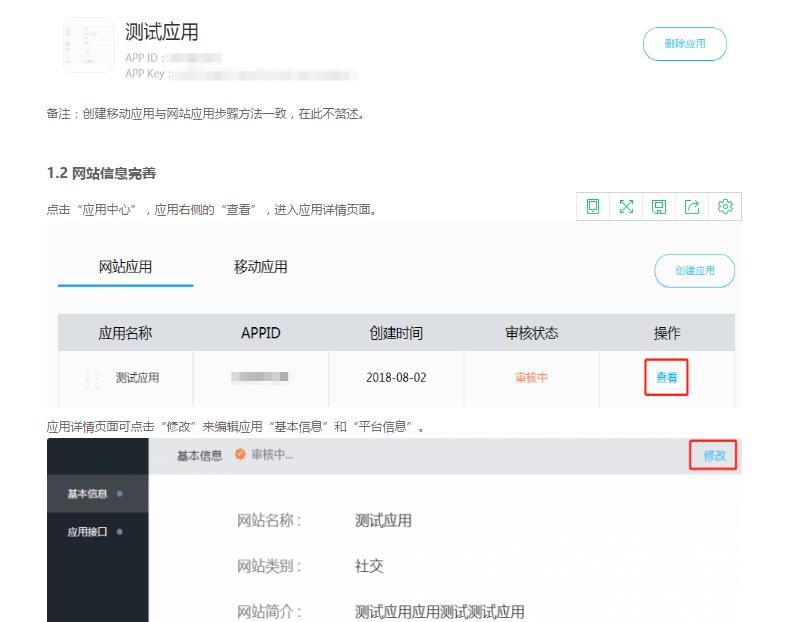 测试应用
删除应用
APP ID：
APP Key：
备注：创建移动应用与网站应用步骤方法一致，在此不赘述。
1.2 网站信息完善
点击“应用中心”，应用右侧的“查看”，进入应用详情页面。
网站应用 移动应用 创建应用
应用名称 APPID 创建时间 审核状态 操作
测试应用 2018-08-02 审核中 查看
应用详情页面可点击“修改”来编辑应用“基本信息”和“平台信息”。
基本信息 审核中... 修改
基本信息
应用接口
网站名称： 测试应用
网站类别： 社交
网站简介： 测试应用应用测试测试应用